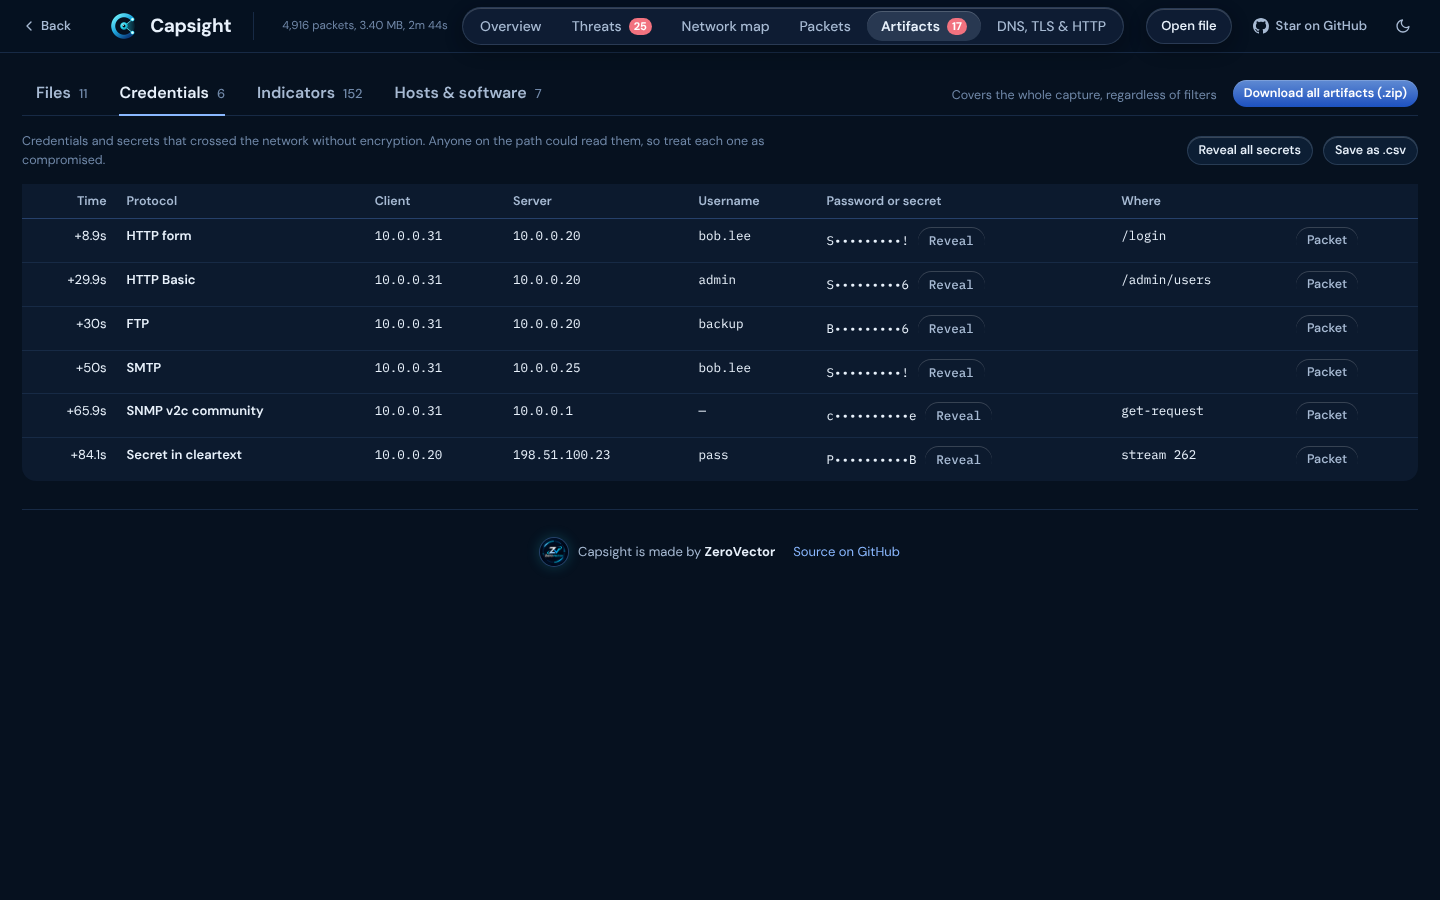 Back
Capsight
4,916 packets, 3.40 MB, 2m 44s
Overview
Threats 25
Network map
Packets
Artifacts 17
DNS, TLS & HTTP
Open file
Star on GitHub
Files 11
Credentials 6
Indicators 152
Hosts & software 7
Covers the whole capture, regardless of filters
Download all artifacts (.zip)
Credentials and secrets that crossed the network without encryption. Anyone on the path could read them, so treat each one as
compromised.
Reveal all secrets
Save as .csv
Time Protocol Client Server Username Password or secret Where
+8.9s HTTP form 10.0.0.31 10.0.0.20 bob.lee S•••••••••! Reveal /login Packet
+29.9s HTTP Basic 10.0.0.31 10.0.0.20 admin S•••••••••6 Reveal /admin/users Packet
+30s FTP 10.0.0.31 10.0.0.20 backup B•••••••••6 Reveal Packet
+50s SMTP 10.0.0.31 10.0.0.25 bob.lee S•••••••••! Reveal Packet
+65.9s SNMP v2c community 10.0.0.31 10.0.0.1 — c••••••••••e Reveal get-request Packet
+84.1s Secret in cleartext 10.0.0.20 198.51.100.23 pass P••••••••••B Reveal stream 262 Packet
Capsight is made by ZeroVector
Source on GitHub